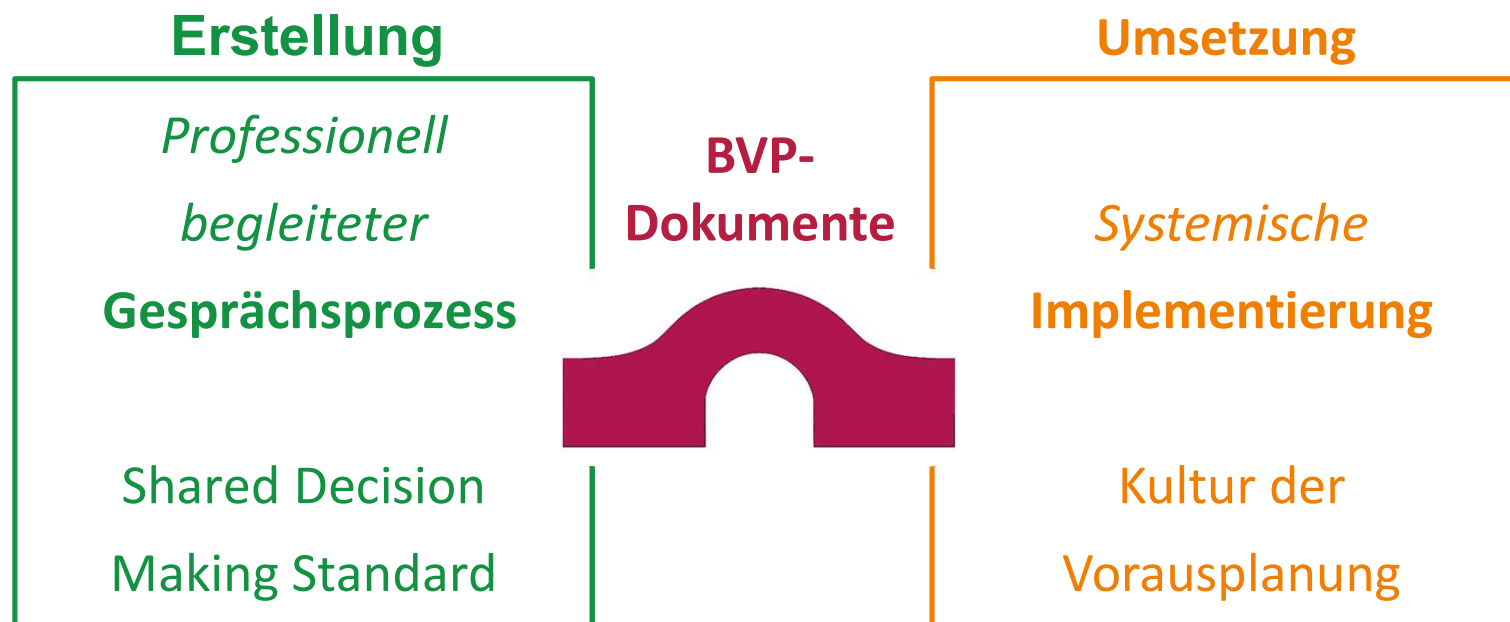 Erstellung
Professionell
begleiteter
Gesprächsprozess
Shared Decision
Making Standard
BVP-
Dokumente
Umsetzung
Systemische
Implementierung
Kultur der
Vorausplanung